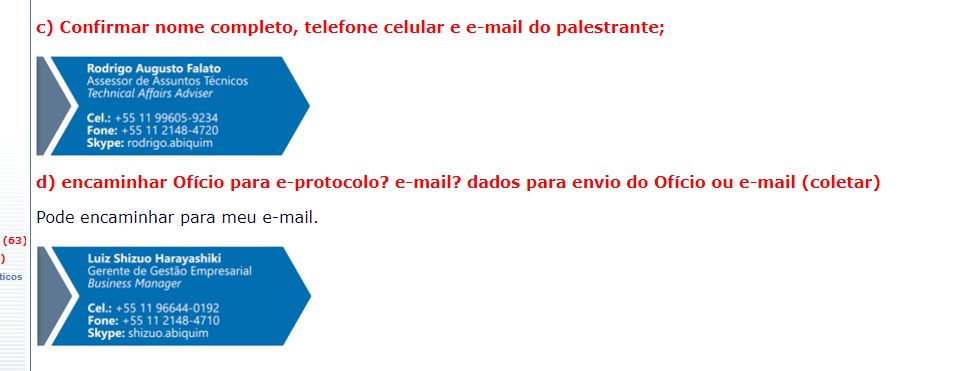 c) Confirmar nome completo, telefone celular e e-mail do palestrante;
Rodrigo Augusto Falato
Assessor de Assuntos Técnicos
Technical Affairs Adviser
Cel.: +55 11 99605-9234
Fone: +55 11 2148-4720
Skype: rodrigo.abiquim
d) encaminhar Ofício para e-protocolo? e-mail? dados para envio do Ofício ou e-mail (coletar)
Pode encaminhar para meu e-mail.
(63)
)
ticos
Luiz Shizuo Harayashiki
Gerente de Gestão Empresarial
Business Manager
Cel.: +55 11 96644-0192
Fone: +55 11 2148-4710
Skype: shizuo.abiquim